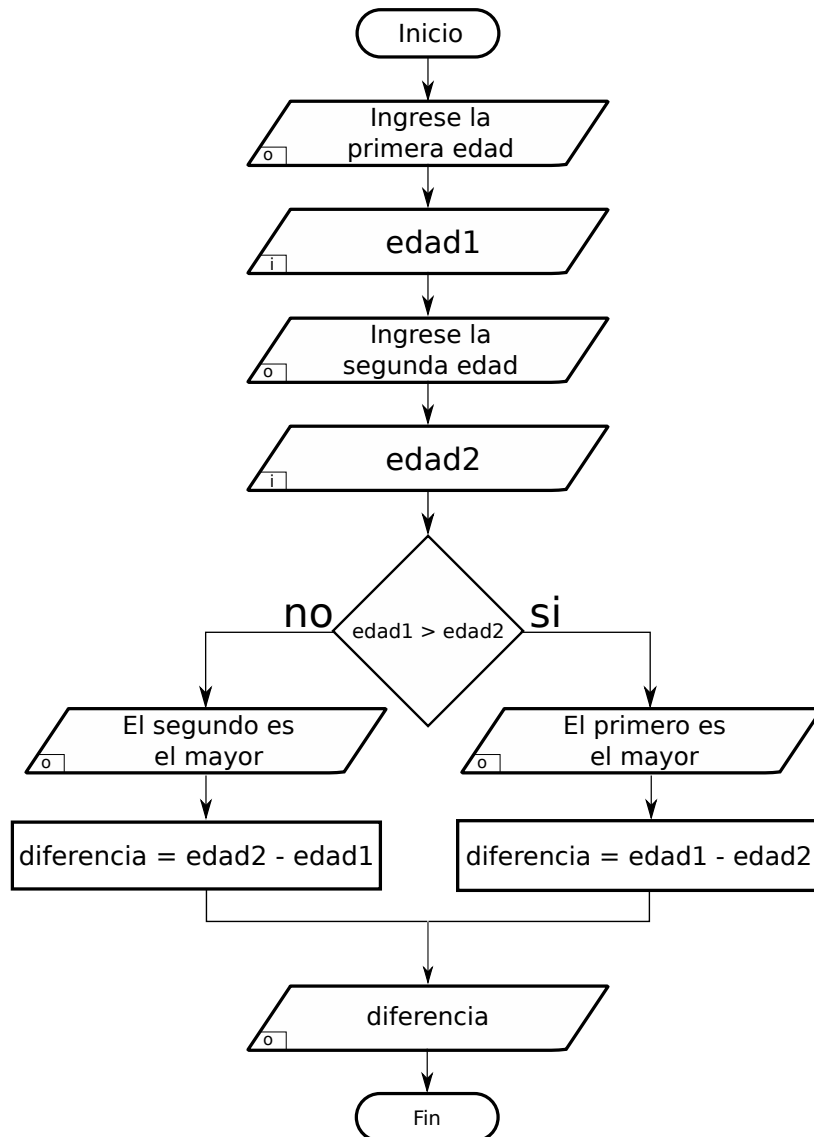 Inicio
Ingrese la
primera edad
o
edad1
i
Ingrese la
segunda edad
o
edad2
i
no
edad1 > edad2
si
El segundo es
el mayor
o
El primero es
el mayor
o
diferencia = edad2 - edad1
diferencia = edad1 - edad2
diferencia
o
Fin